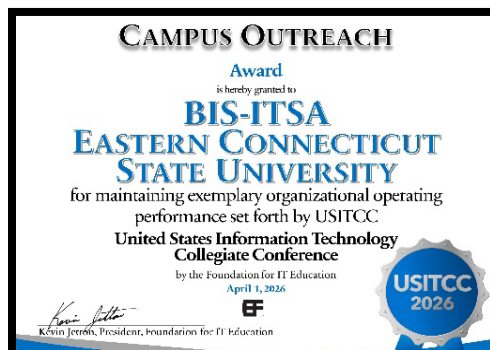 CAMPUS OUTREACH
Award
is hereby granted to
BIS-ITSA
EASTERN CONNECTICUT
STATE UNIVERSITY
for maintaining exemplary organizational operating
performance set forth by USITCC
United States Information Technology
Collegiate Conference
by the Foundation for IT Education
April 1, 2026
EF
Kevin Jetton
Kevin Jetton, President, Foundation for IT Education
USITCC
2026